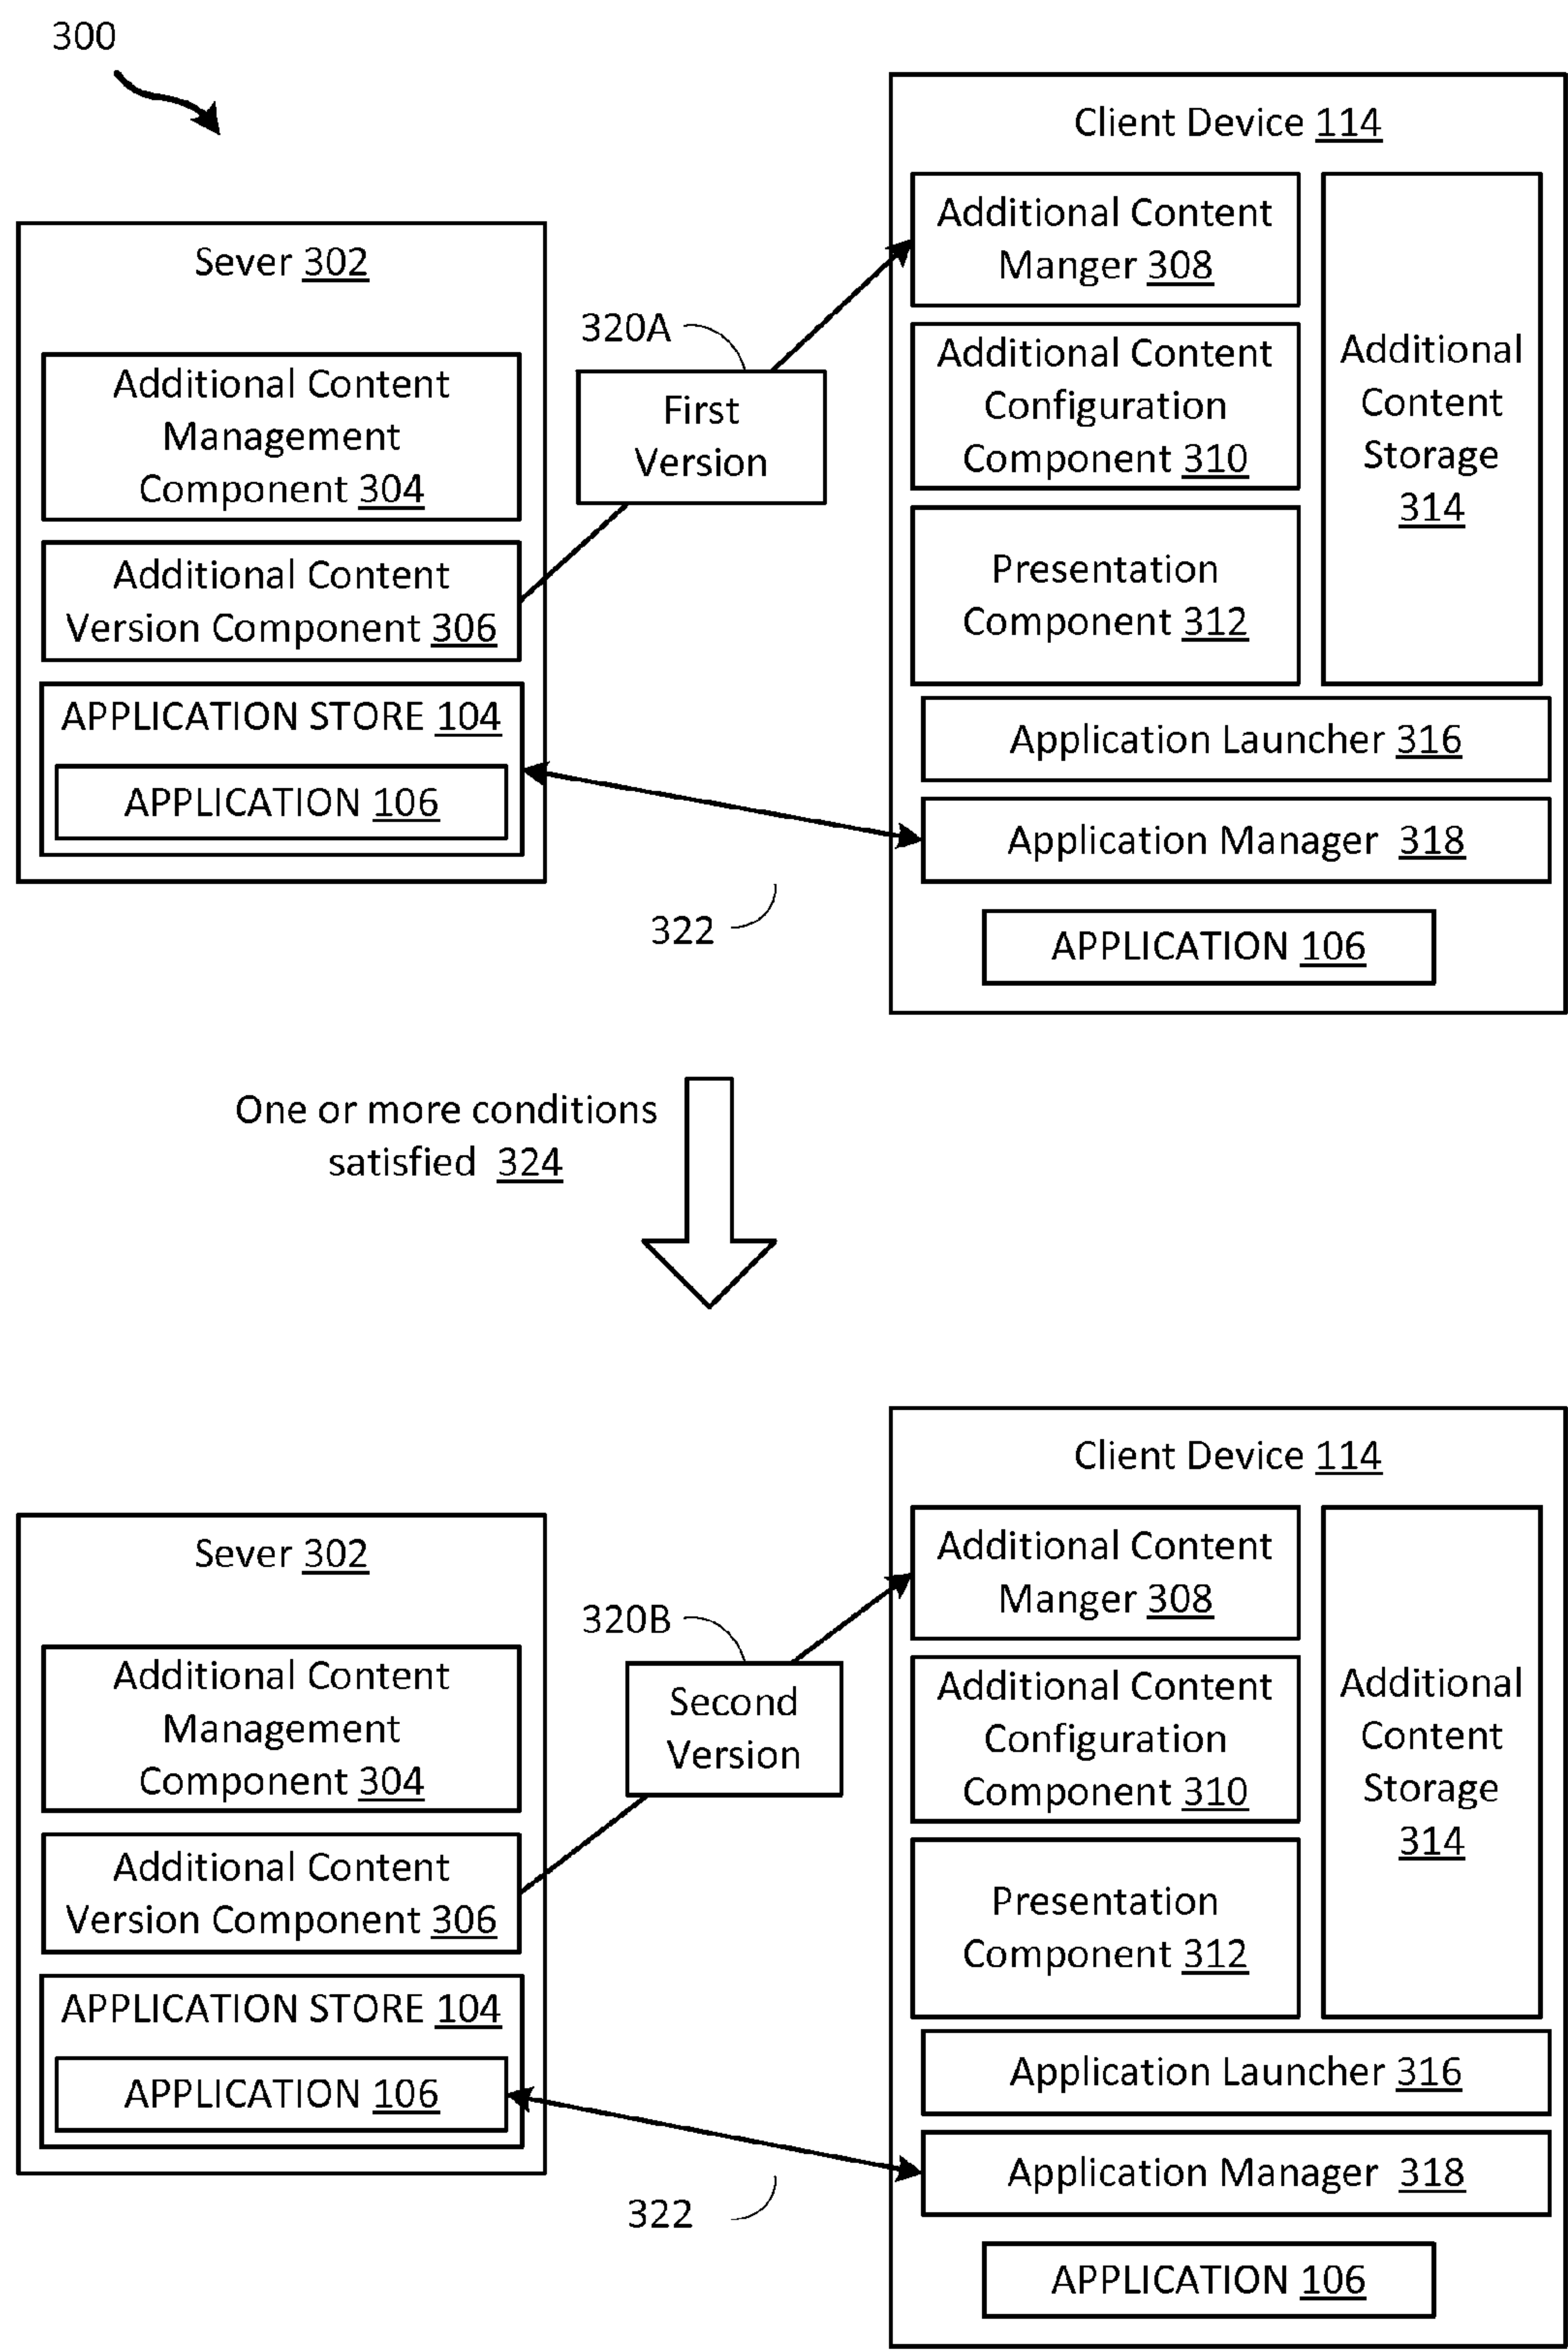 300
Client Device 114
Additional Content
Manger 308
Additional Content
Configuration
Component 310
Presentation
Component 312
Additional
Content
Storage
314
Application Launcher 316
Application Manager 318
APPLICATION 106
Sever 302
Additional Content
Management
Component 304
Additional Content
Version Component 306
APPLICATION STORE 104
APPLICATION 106
320A
First
Version
322
One or more conditions
satisfied 324
Client Device 114
Additional Content
Manger 308
Additional Content
Configuration
Component 310
Presentation
Component 312
Additional
Content
Storage
314
Application Launcher 316
Application Manager 318
APPLICATION 106
Sever 302
Additional Content
Management
Component 304
Additional Content
Version Component 306
APPLICATION STORE 104
APPLICATION 106
320B
Second
Version
322